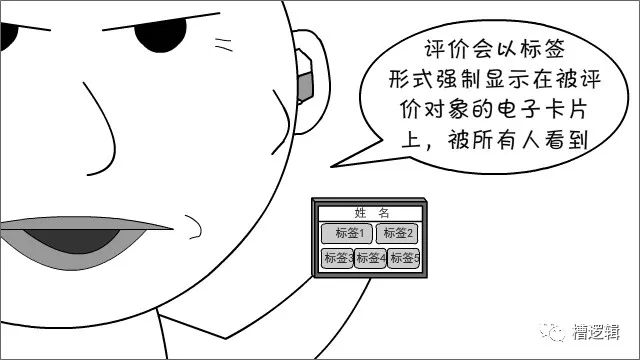 评价会以标签
形式强制显示在被评
价对象的电子卡片
上，被所有人看到
姓 名
标签1 标签2
标签3 标签4 标签5
槽逻辑